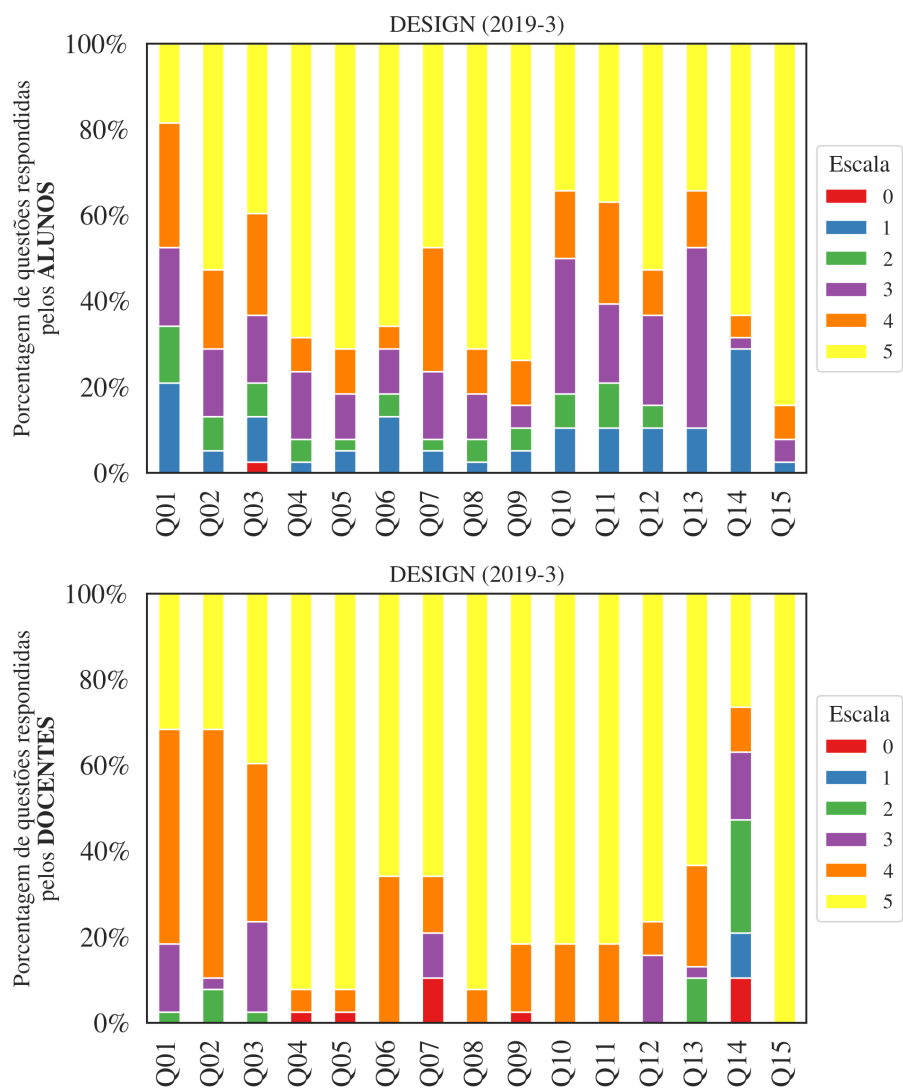 DESIGN (2019-3)
Porcentagem de questões respondidas
pelos ALUNOS
100%
80%
60%
40%
20%
0%
Q01 Q02 Q03 Q04 Q05 Q06 Q07 Q08 Q09 Q10 Q11 Q12 Q13 Q14 Q15
Escala
0
1
2
3
4
5
DESIGN (2019-3)
Porcentagem de questões respondidas
pelos DOCENTES
100%
80%
60%
40%
20%
0%
Q01 Q02 Q03 Q04 Q05 Q06 Q07 Q08 Q09 Q10 Q11 Q12 Q13 Q14 Q15
Escala
0
1
2
3
4
5